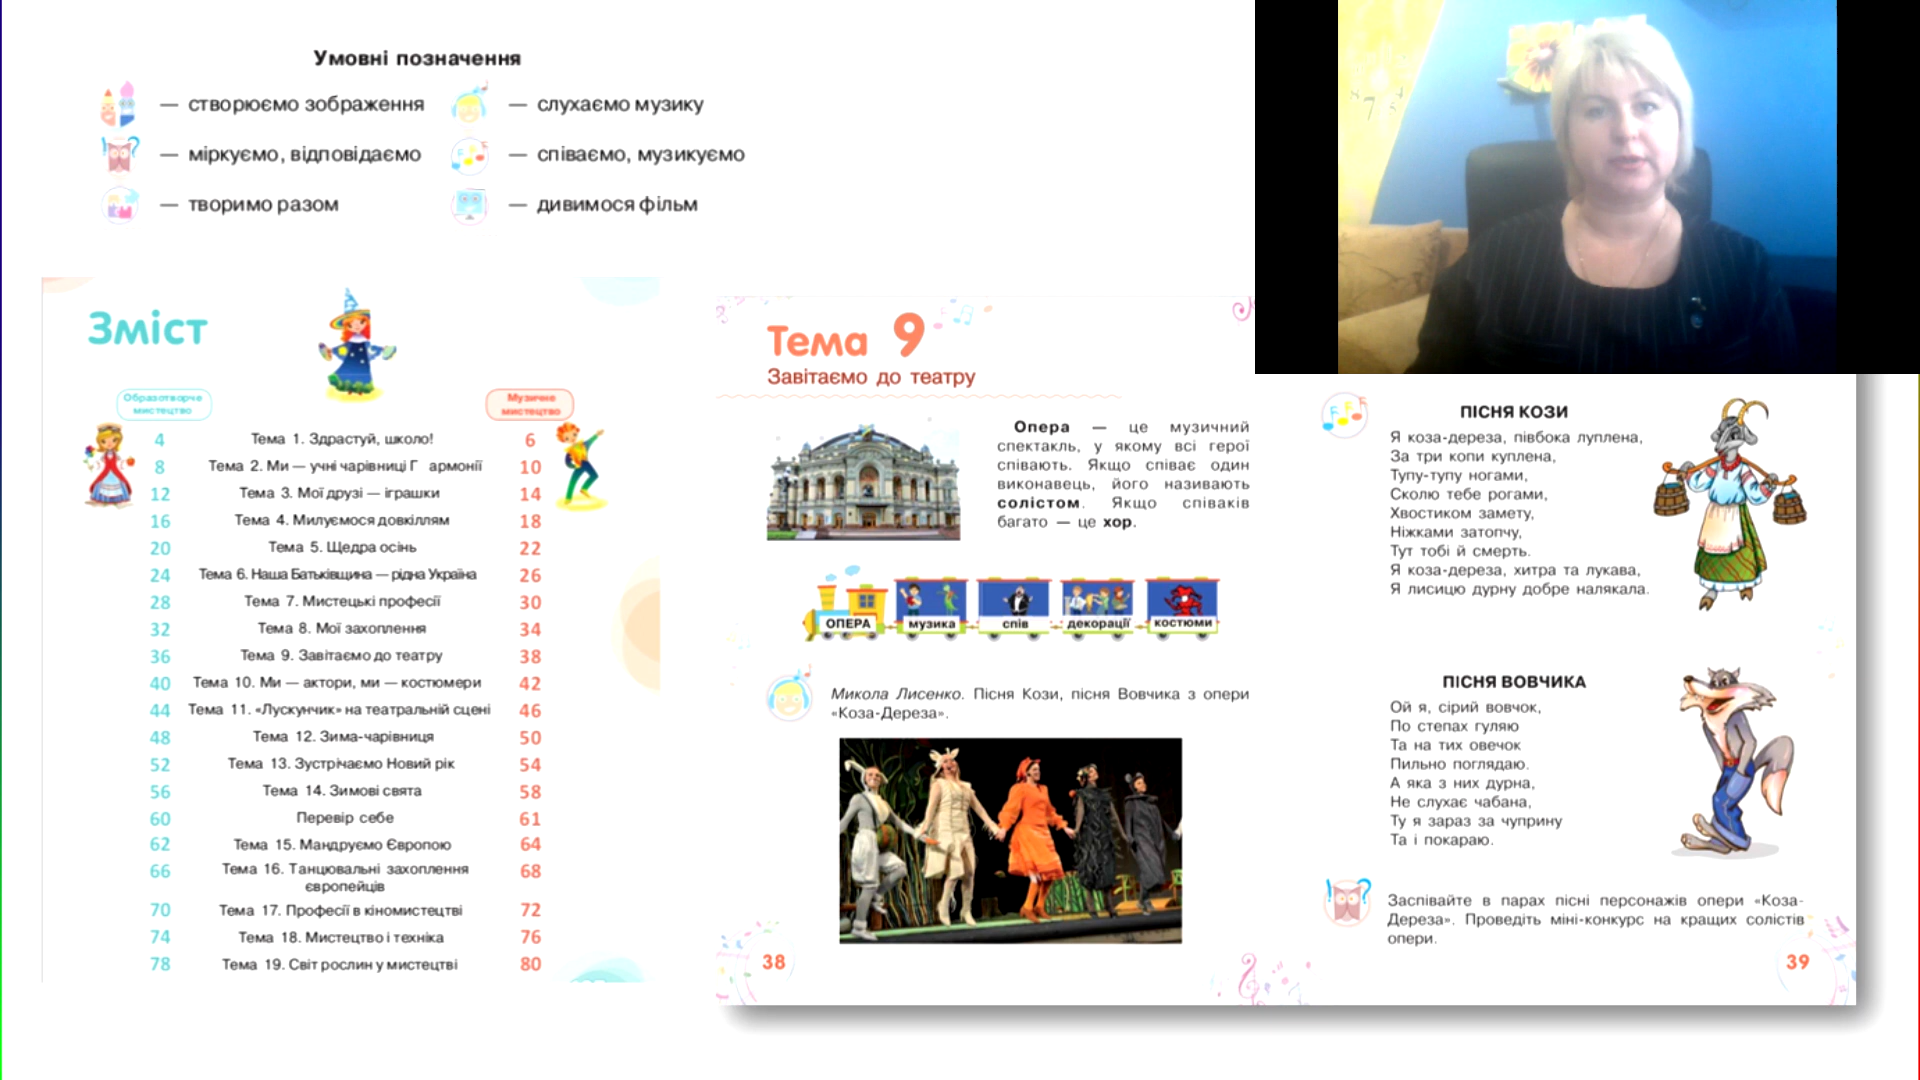 Умовні позначення
— створюємо зображення
— слухаємо музику
— міркуємо, відповідаємо
— співаємо, музикуємо
— творимо разом
— дивимося фільм
Зміст
Образотворче
мистецтво
Музичне
мистецтво
4 Тема 1. Здрастуй, школо! 6
8 Тема 2. Ми — учні чарівниці Г армонії 10
12 Тема 3. Мої друзі — іграшки 14
16 Тема 4. Милуємося довкіллям 18
20 Тема 5. Щедра осінь 22
24 Тема 6. Наша Батьківщина — рідна Україна 26
28 Тема 7. Мистецькі професії 30
32 Тема 8. Мої захоплення 34
36 Тема 9. Завітаємо до театру 38
40 Тема 10. Ми — актори, ми — костюмери 42
44 Тема 11. «Лускунчик» на театральній сцені 46
48 Тема 12. Зима-чарівниця 50
52 Тема 13. Зустрічаємо Новий рік 54
56 Тема 14. Зимові свята 58
60 Перевір себе 61
62 Тема 15. Мандруємо Європою 64
66 Тема 16. Танцювальні захоплення 68
європейців
70 Тема 17. Професії в кіномистецтві 72
74 Тема 18. Мистецтво і техніка 76
78 Тема 19. Світ рослин у мистецтві 80
Тема 9
Завітаємо до театру
Опера — це музичний
спектакль, у якому всі герої
співають. Якщо співає один
виконавець, його називають
солістом. Якщо співаків
багато — це хор.
ОПЕРА музика спів декорації костюми
Микола Лисенко. Пісня Кози, пісня Вовчика з опери
«Коза-Дереза».
38
ПІСНЯ КОЗИ
Я коза-дереза, півбока луплена,
За три копи куплена,
Тупу-тупу ногами,
Сколю тебе рогами,
Хвостиком замету,
Ніжками затопчу,
Тут тобі й смерть.
Я коза-дереза, хитра та лукава,
Я лисицю дурну добре налякала.
ПІСНЯ ВОВЧИКА
Ой я, сірий вовчок,
По степах гуляю
Та на тих овечок
Пильно поглядаю.
А яка з них дурна,
Не слухає чабана,
Ту я зараз за чуприну
Та і покараю.
Заспівайте в парах пісні персонажів опери «Коза-
Дереза». Проведіть міні-конкурс на кращих солістів
опери.
39